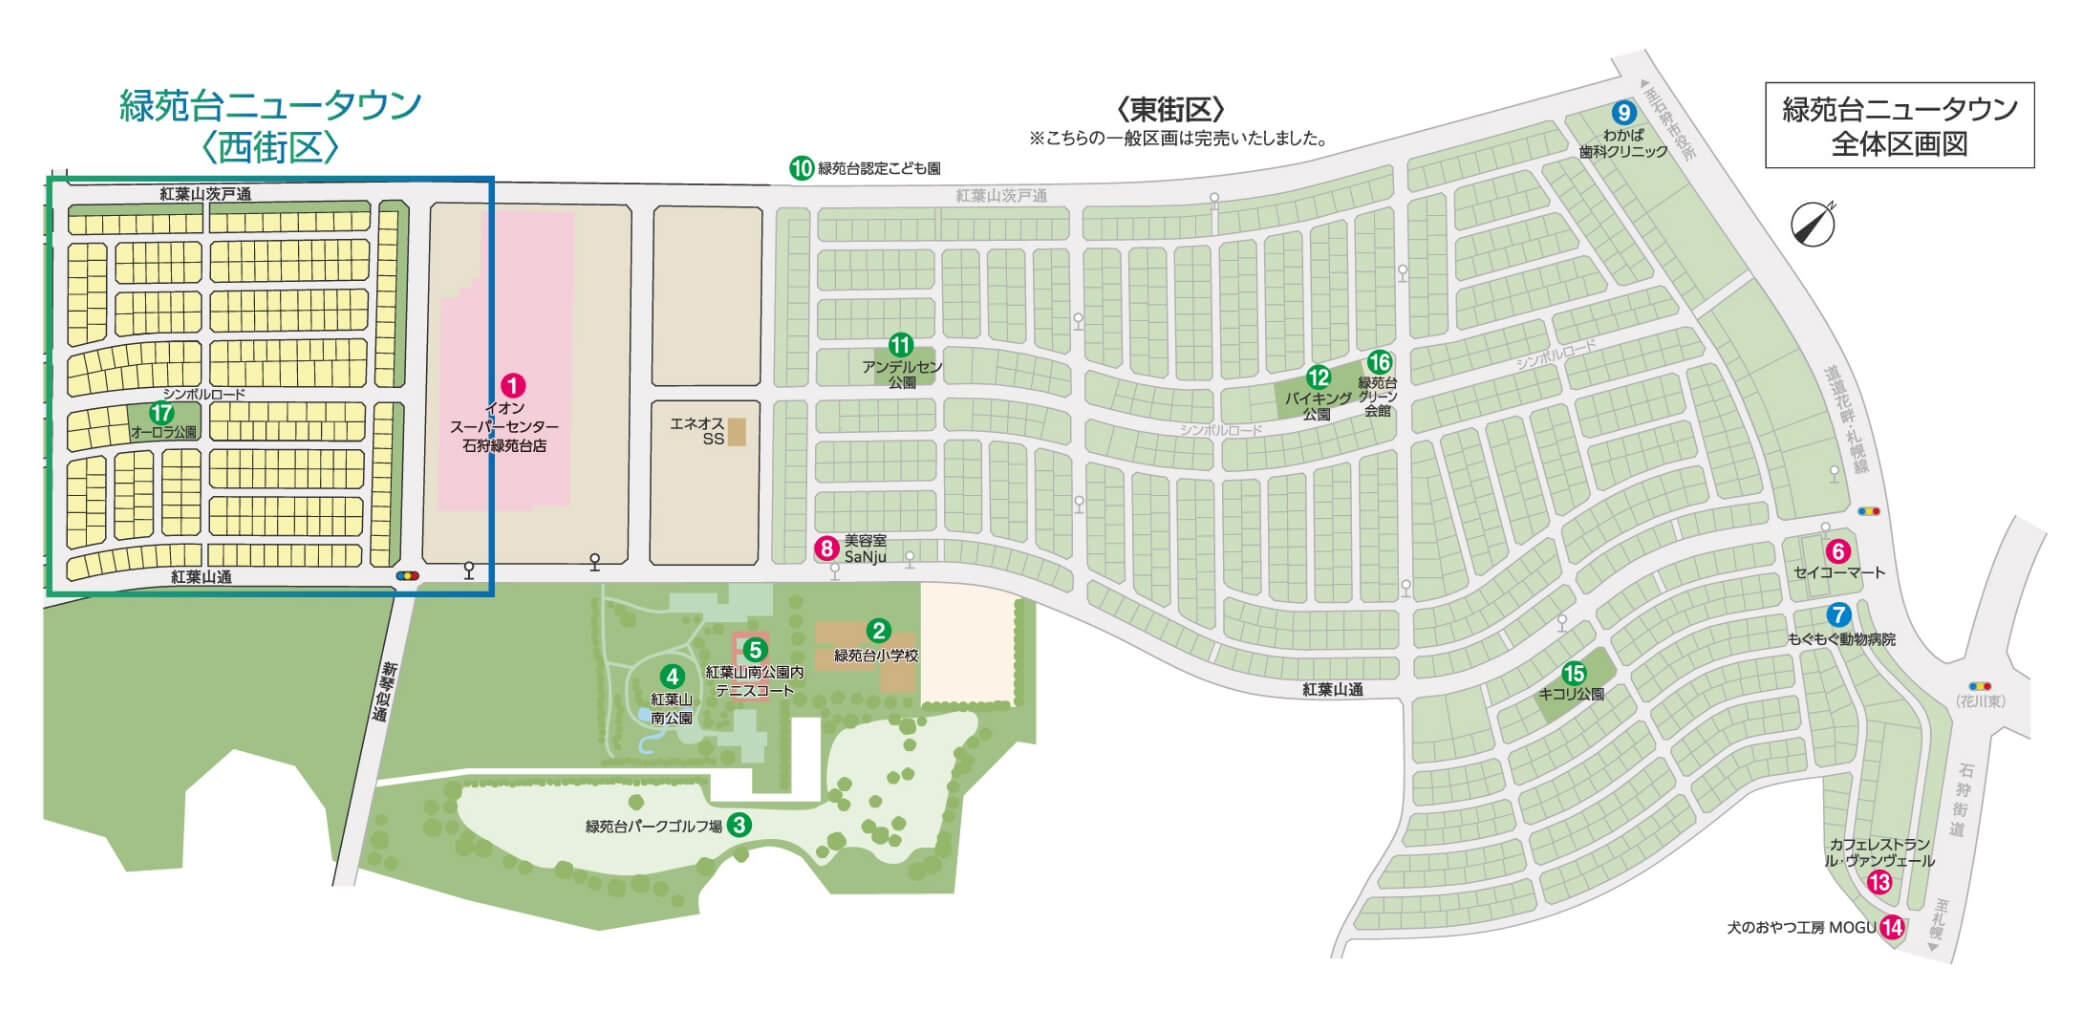 緑苑台ニュータウン
〈西街区〉
〈東街区〉
※こちらの一般区画は完売いたしました。
緑苑台ニュータウン
全体区画図
N
至石狩市役所
9
わかば
歯科クリニック
10 緑苑台認定こども園
紅葉山茨戸通
紅葉山茨戸通
シンボルロード
17
オーロラ公園
紅葉山通
1
イオン
スーパーセンター
石狩緑苑台店
エネオス
SS
11
アンデルセン
公園
12
バイキング
公園
16
緑苑台
グリーン
会館
シンボルロード
シンボルロード
道道花畔・札幌線
8 美容室
SaNju
6
セイコーマート
7
もぐもぐ動物病院
2
緑苑台小学校
5
紅葉山南公園内
テニスコート
4
紅葉山
南公園
新琴似通
紅葉山通
15
キコリ公園
(花川東)
石狩街道
緑苑台パークゴルフ場 3
カフェレストラン
ル・ヴァンヴェール
13
犬のおやつ工房 MOGU 14
至札幌